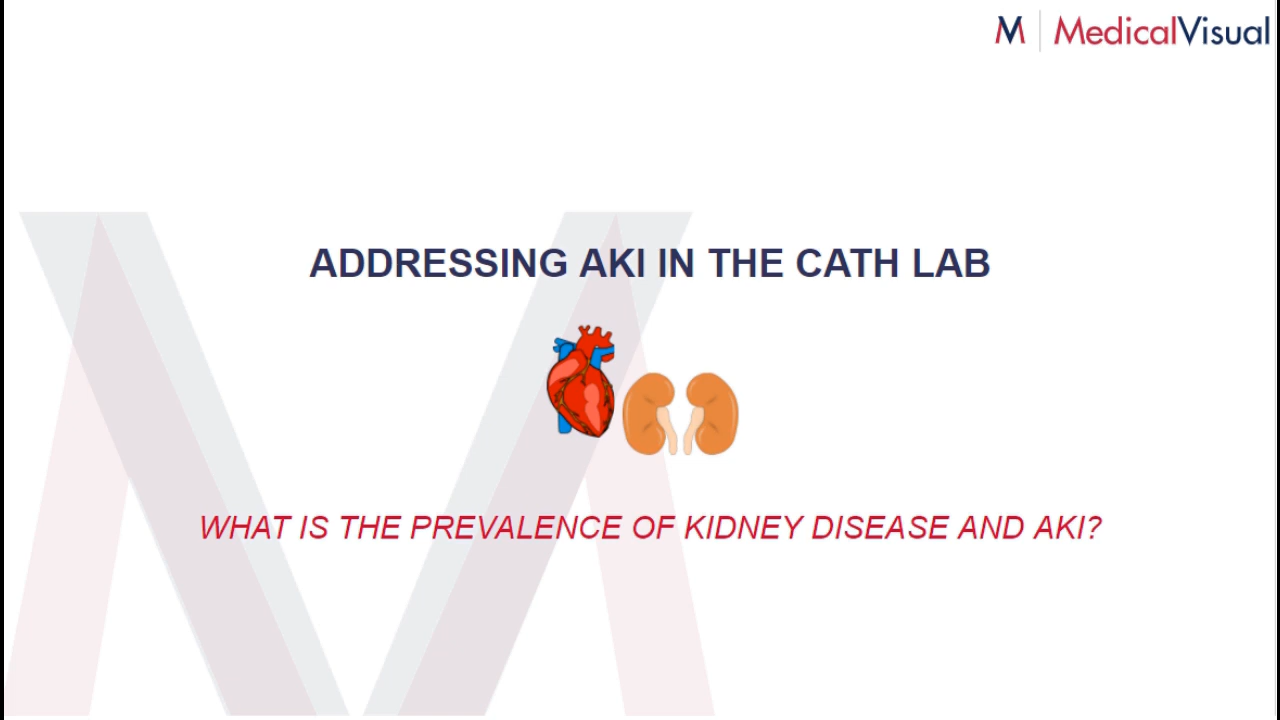 MedicalVisual
ADDRESSING AKI IN THE CATH LAB
WHAT IS THE PREVALENCE OF KIDNEY DISEASE AND AKI?